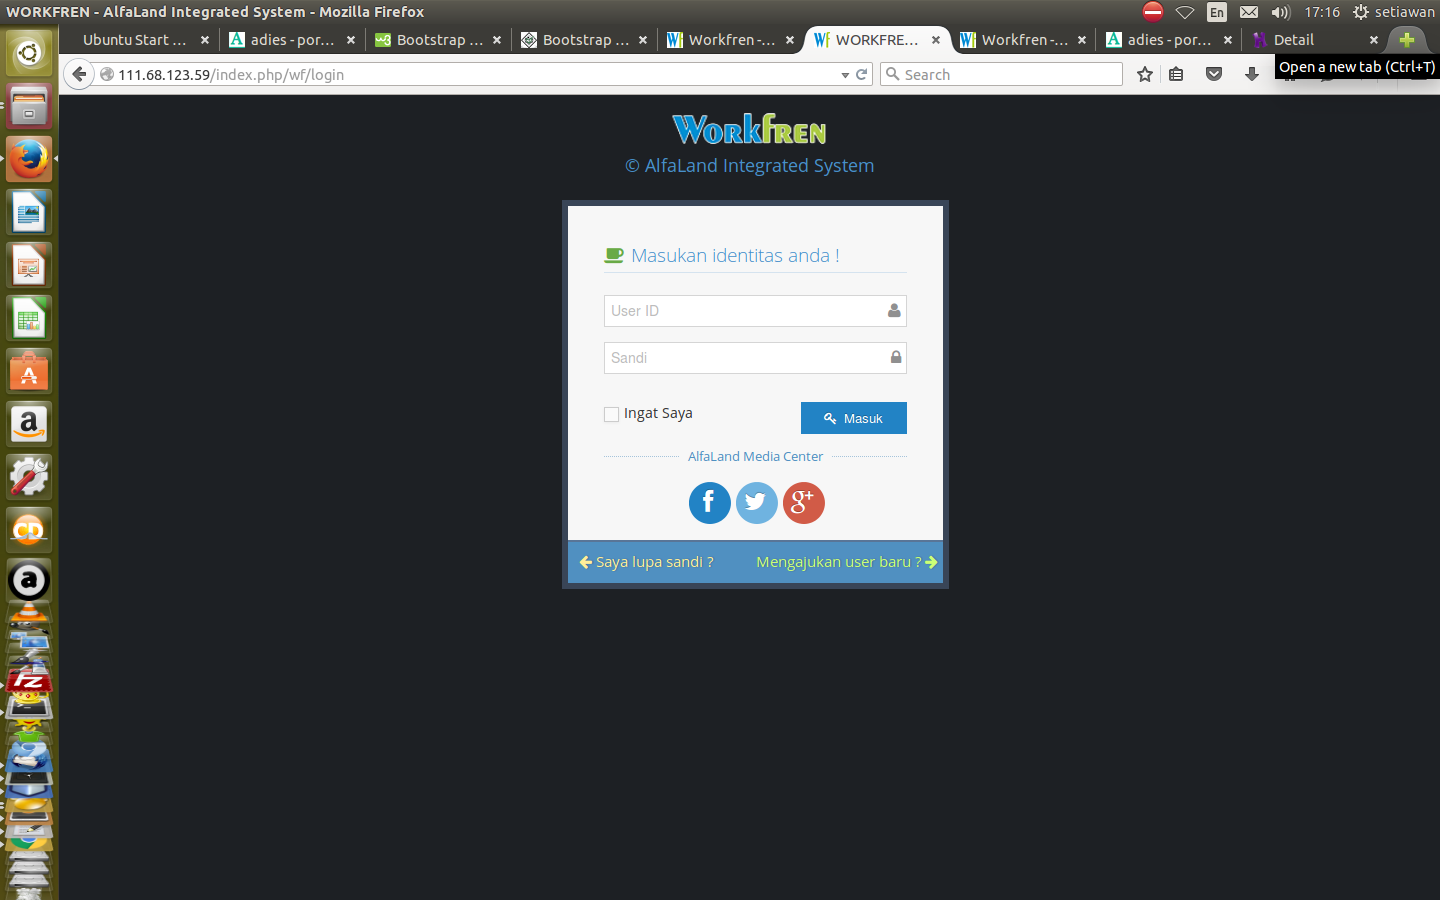 WORKFREN - AlfaLand Integrated System - Mozilla Firefox
En
17:16
setiawan
Ubuntu Start ...
adies - por...
Bootstrap ...
Bootstrap ...
Workfren -...
WORKFRE...
Workfren -...
adies - por...
Detail
111.68.123.59/index.php/wf/login
Search
Open a new tab (Ctrl+T)
Workfren
© AlfaLand Integrated System
Masukan identitas anda !
User ID
Sandi
Ingat Saya
Masuk
AlfaLand Media Center
Saya lupa sandi ?
Mengajukan user baru ?